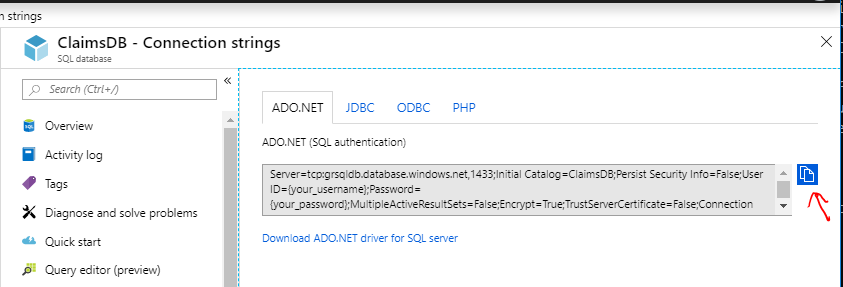 n strings
ClaimsDB - Connection strings
SQL database
Search (Ctrl+/)
«
Overview
Activity log
Tags
Diagnose and solve problems
Quick start
Query editor (preview)
ADO.NET JDBC ODBC PHP
ADO.NET (SQL authentication)
Server=tcp:grsqldb.database.windows.net,1433;Initial Catalog=ClaimsDB;Persist Security Info=False;User
ID={your_username};Password=
{your_password};MultipleActiveResultSets=False;Encrypt=True;TrustServerCertificate=False;Connection
Download ADO.NET driver for SQL server